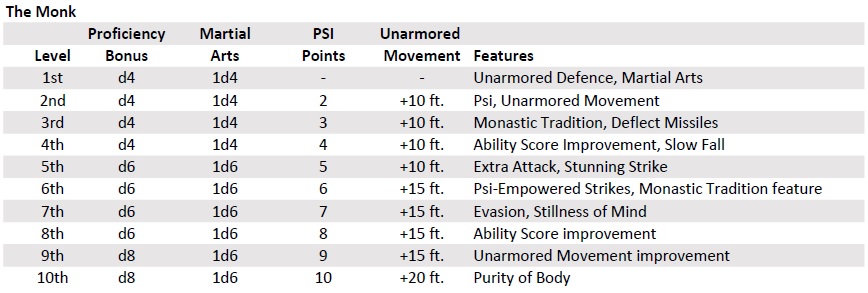 The Monk
Proficiency Martial PSI Unarmored
Level Bonus Arts Points Movement Features
1st d4 1d4 - - Unarmored Defence, Martial Arts
2nd d4 1d4 2 +10 ft. Psi, Unarmored Movement
3rd d4 1d4 3 +10 ft. Monastic Tradition, Deflect Missiles
4th d4 1d4 4 +10 ft. Ability Score Improvement, Slow Fall
5th d6 1d6 5 +10 ft. Extra Attack, Stunning Strike
6th d6 1d6 6 +15 ft. Psi-Empowered Strikes, Monastic Tradition feature
7th d6 1d6 7 +15 ft. Evasion, Stillness of Mind
8th d6 1d6 8 +15 ft. Ability Score improvement
9th d8 1d6 9 +15 ft. Unarmored Movement improvement
10th d8 1d6 10 +20 ft. Purity of Body